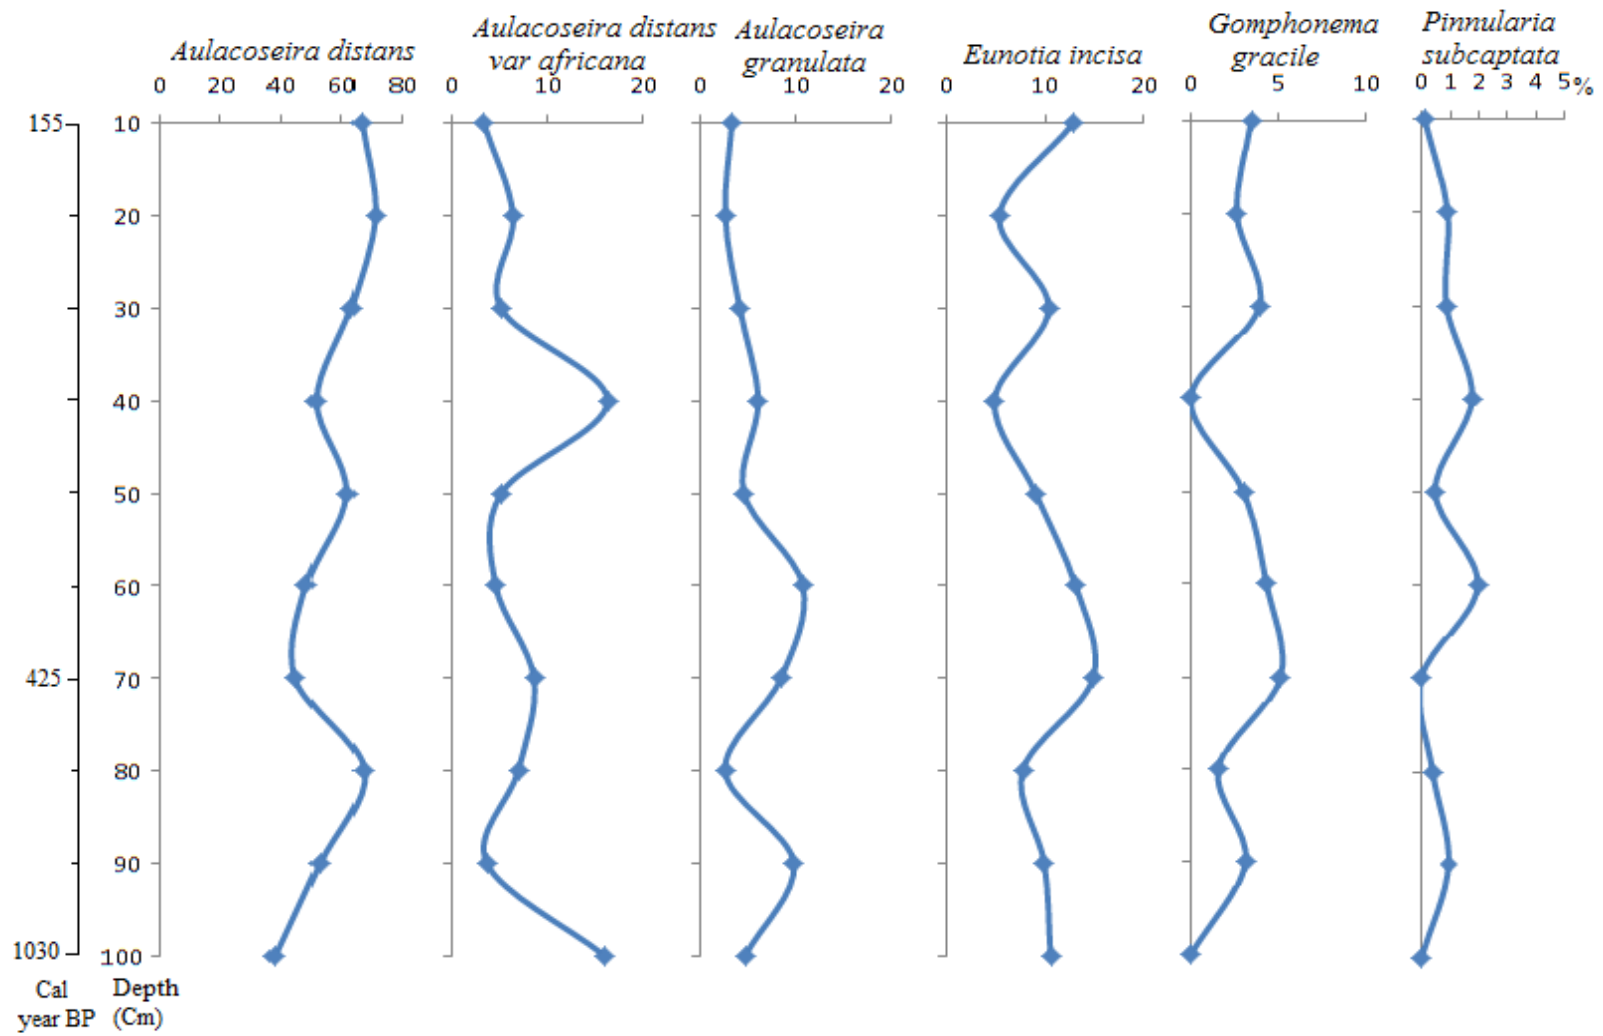 Aulacoseira distans
0 20 40 60 80
Aulacoseira distans
var africana
0 10 20
Aulacoseira
granulata
0 10 20
Eunotia incisa
0 10 20
Gomphonema
gracile
0 5 10
Pinnularia
subcaptata
0 1 2 3 4 5 %
155 10
20
30
40
50
60
425 70
80
90
1030 100
Cal
year BP
Depth
(Cm)